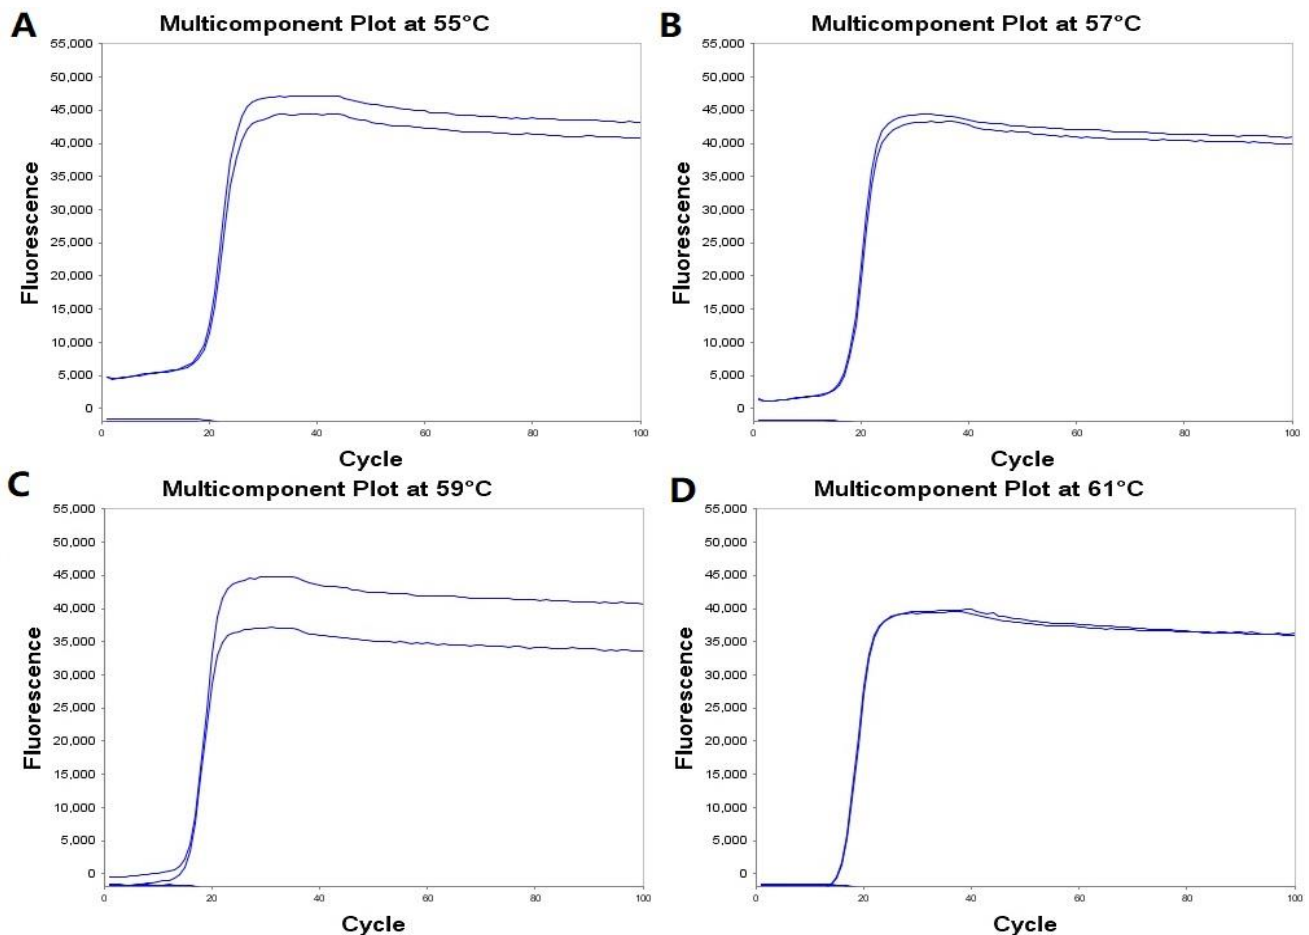 A
Multicomponent Plot at 55°C
55,000
50,000
45,000
40,000
35,000
30,000
25,000
20,000
15,000
10,000
5,000
0
Fluorescence
0 20 40 60 80 100
Cycle
B
Multicomponent Plot at 57°C
55,000
50,000
45,000
40,000
35,000
30,000
25,000
20,000
15,000
10,000
5,000
0
Fluorescence
0 20 40 60 80 100
Cycle
C
Multicomponent Plot at 59°C
55,000
50,000
45,000
40,000
35,000
30,000
25,000
20,000
15,000
10,000
5,000
0
Fluorescence
0 20 40 60 80 100
Cycle
D
Multicomponent Plot at 61°C
55,000
50,000
45,000
40,000
35,000
30,000
25,000
20,000
15,000
10,000
5,000
0
Fluorescence
0 20 40 60 80 100
Cycle